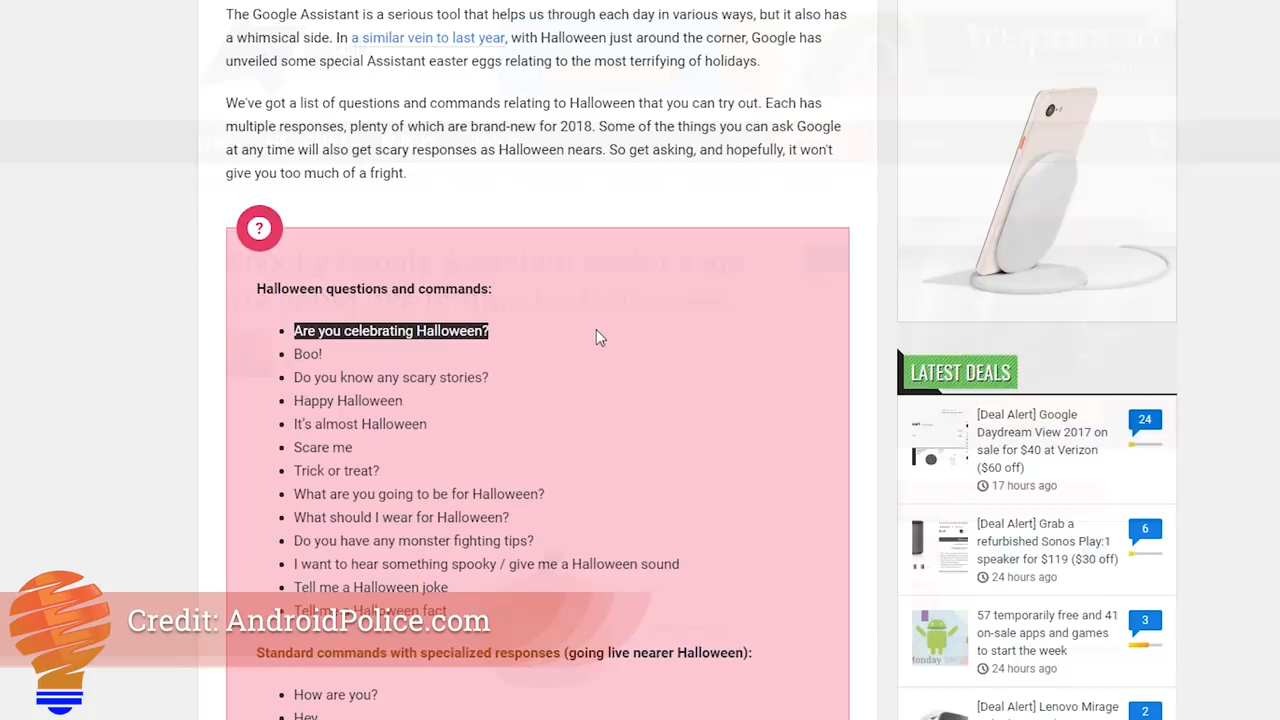 The Google Assistant is a serious tool that helps us through each day in various ways, but it also has
a whimsical side. In a similar vein to last year, with Halloween just around the corner, Google has
unveiled some special Assistant easter eggs relating to the most terrifying of holidays.
We've got a list of questions and commands relating to Halloween that you can try out. Each has
multiple responses, plenty of which are brand-new for 2018. Some of the things you can ask Google
at any time will also get scary responses as Halloween nears. So get asking, and hopefully, it won't
give you too much of a fright.
?
Halloween questions and commands:
Are you celebrating Halloween?
Boo!
Do you know any scary stories?
Happy Halloween
It's almost Halloween
Scare me
Trick or treat?
What are you going to be for Halloween?
What should I wear for Halloween?
Do you have any monster fighting tips?
I want to hear something spooky / give me a Halloween sound
Tell me a Halloween joke
Tell me a Halloween fact
Credit: AndroidPolice.com
Standard commands with specialized responses (going live nearer Halloween):
How are you?
Hey
LATEST DEALS
[Deal Alert] Google
Daydream View 2017 on
sale for $40 at Verizon
($60 off)
17 hours ago
24
[Deal Alert] Grab a
refurbished Sonos Play:1
speaker for $119 ($30 off)
24 hours ago
6
57 temporarily free and 41
on-sale apps and games
to start the week
24 hours ago
3
[Deal Alert] Lenovo Mirage
2